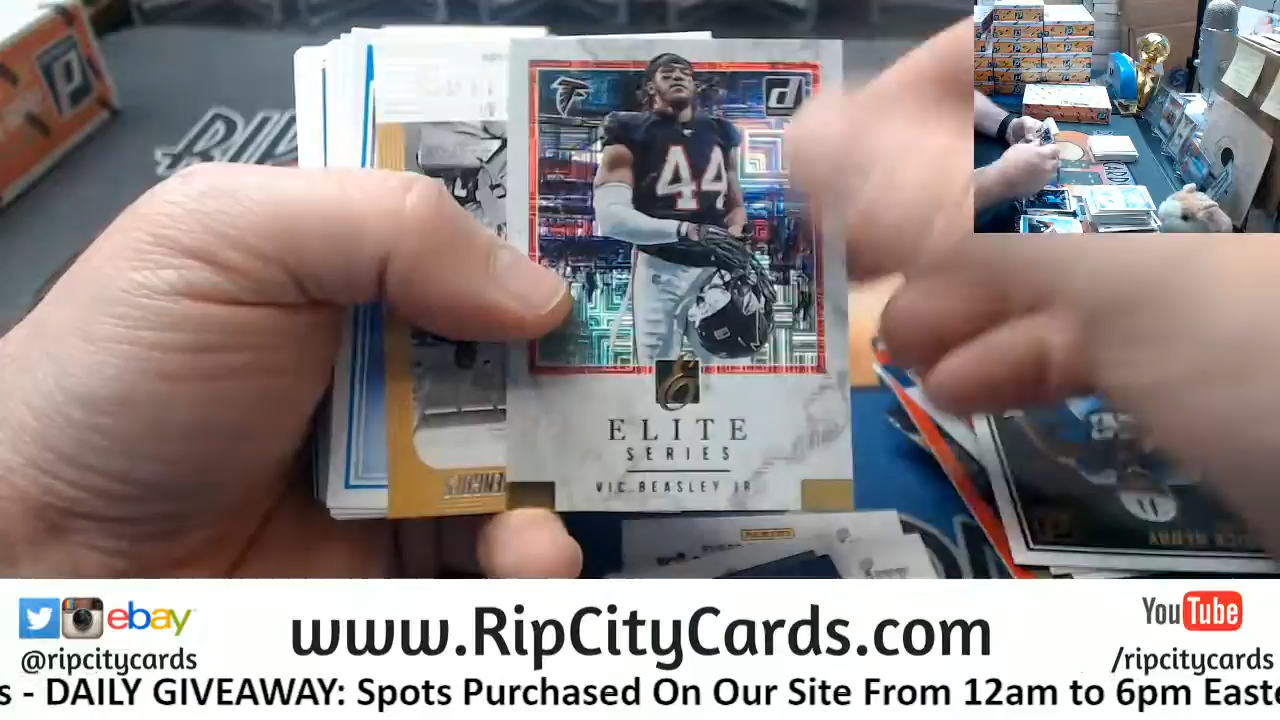 44
d
E
ELITE
SERIES
VIC BEASLEY JR
PANINI
ebay
@ripcitycards
www.RipCityCards.com
YouTube
/ripcitycards
s - DAILY GIVEAWAY: Spots Purchased On Our Site From 12am to 6pm Easte